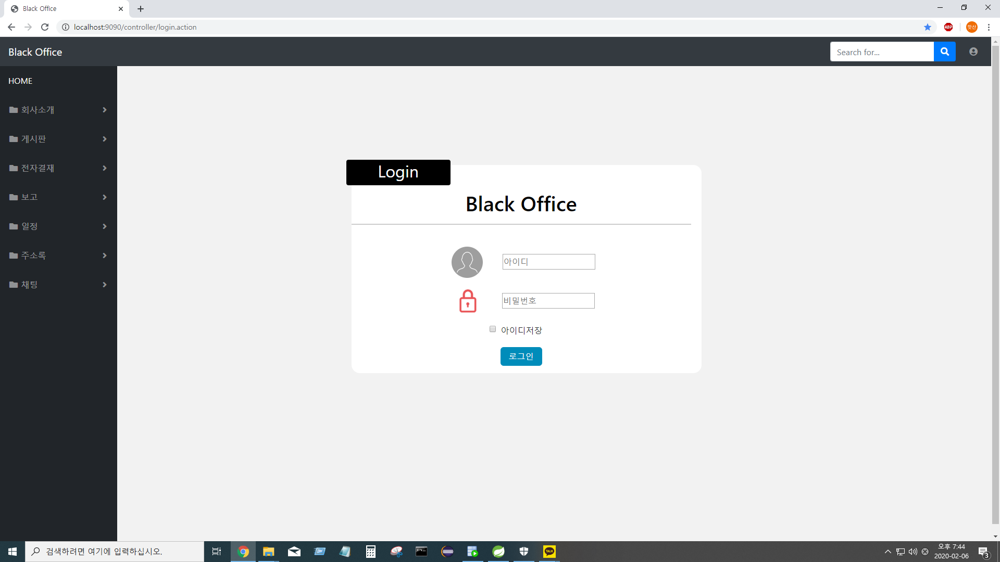 Black Office
localhost:9090/controller/login.action
ABP
핫산
Black Office
Search for...
HOME
회사소개
게시판
전자결재
보고
일정
주소록
채팅
Login
Black Office
아이디
비밀번호
아이디저장
로그인
검색하려면 여기에 입력하십시오.
TALK
오후 7:44
2020-02-06
3